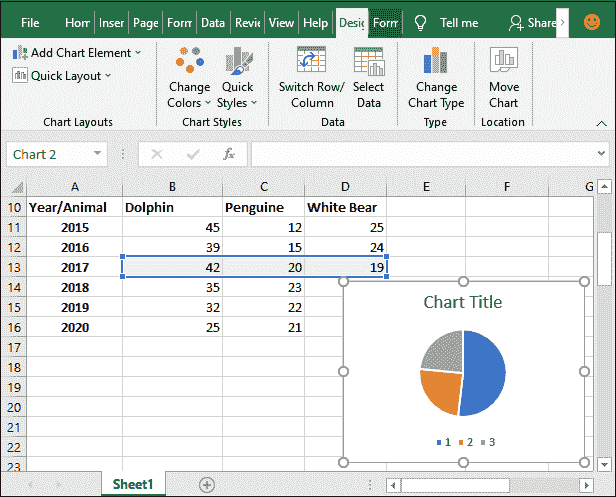 File Hom Inser Page Form Data Revie View Help Desig Form Tell me Share
Add Chart Element
Quick Layout
Change Colors
Quick Styles
Switch Row/ Column
Select Data
Change Chart Type
Move Chart
Chart Layouts Chart Styles Data Type Location
Chart 2 fx
A B C D E F G
10 Year/Animal Dolphin Penguine White Bear
11 2015 45 12 25
12 2016 39 15 24
13 2017 42 20 19
14 2018 35 23
15 2019 32 22
16 2020 25 21
17
18
19
20
21
22
23
Chart Title
1 2 3
Sheet1